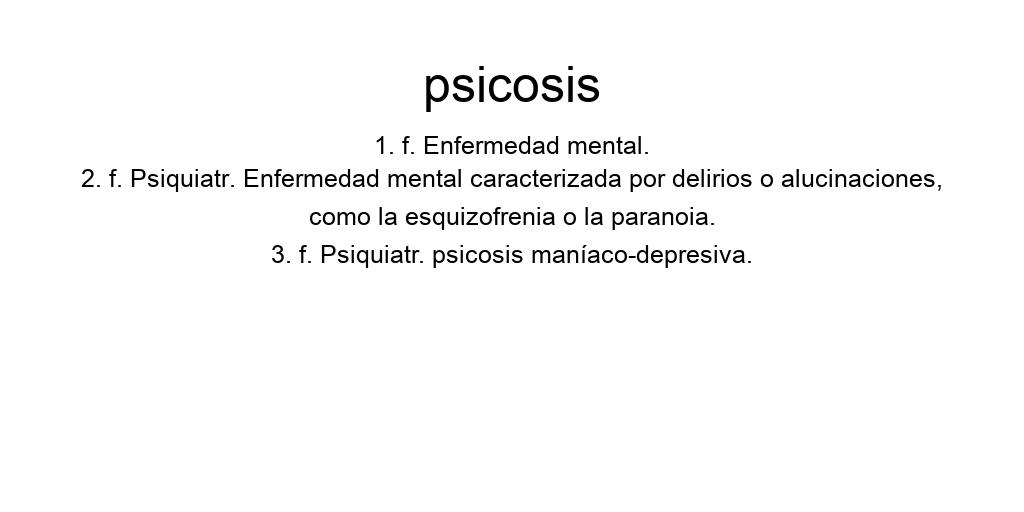 psicosis
1. f. Enfermedad mental.
2. f. Psiquiatr. Enfermedad mental caracterizada por delirios o alucinaciones,
como la esquizofrenia o la paranoia.
3. f. Psiquiatr. psicosis maníaco-depresiva.